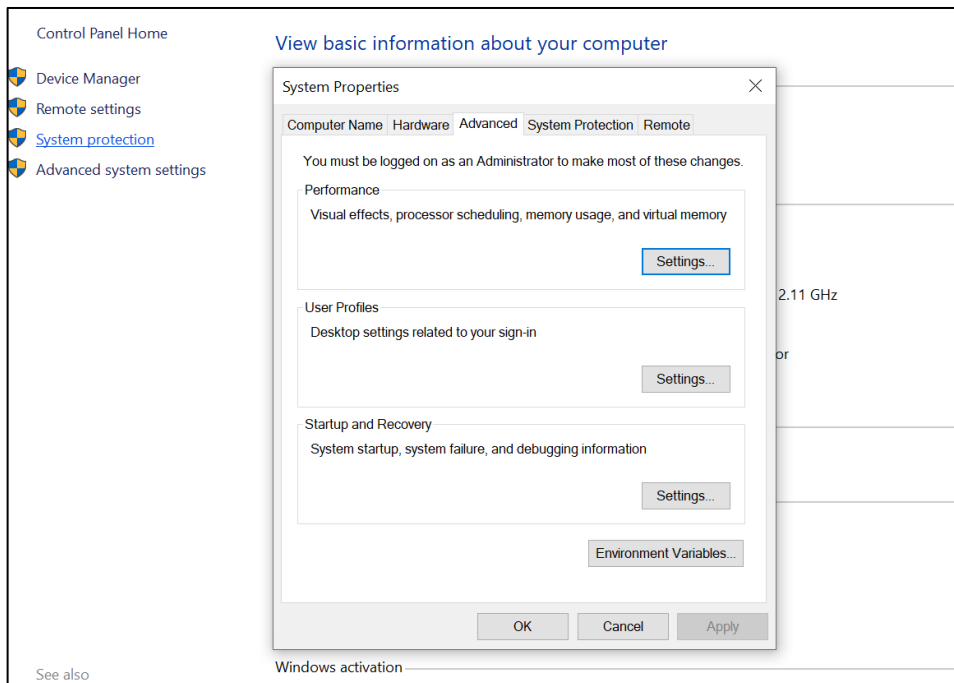 Control Panel Home
View basic information about your computer
Device Manager
Remote settings
System protection
Advanced system settings
System Properties
Computer Name Hardware Advanced System Protection Remote
You must be logged on as an Administrator to make most of these changes.
Performance
Visual effects, processor scheduling, memory usage, and virtual memory
Settings...
2.11 GHz
User Profiles
Desktop settings related to your sign-in
or
Settings...
Startup and Recovery
System startup, system failure, and debugging information
Settings...
Environment Variables...
OK Cancel Apply
Windows activation
See also